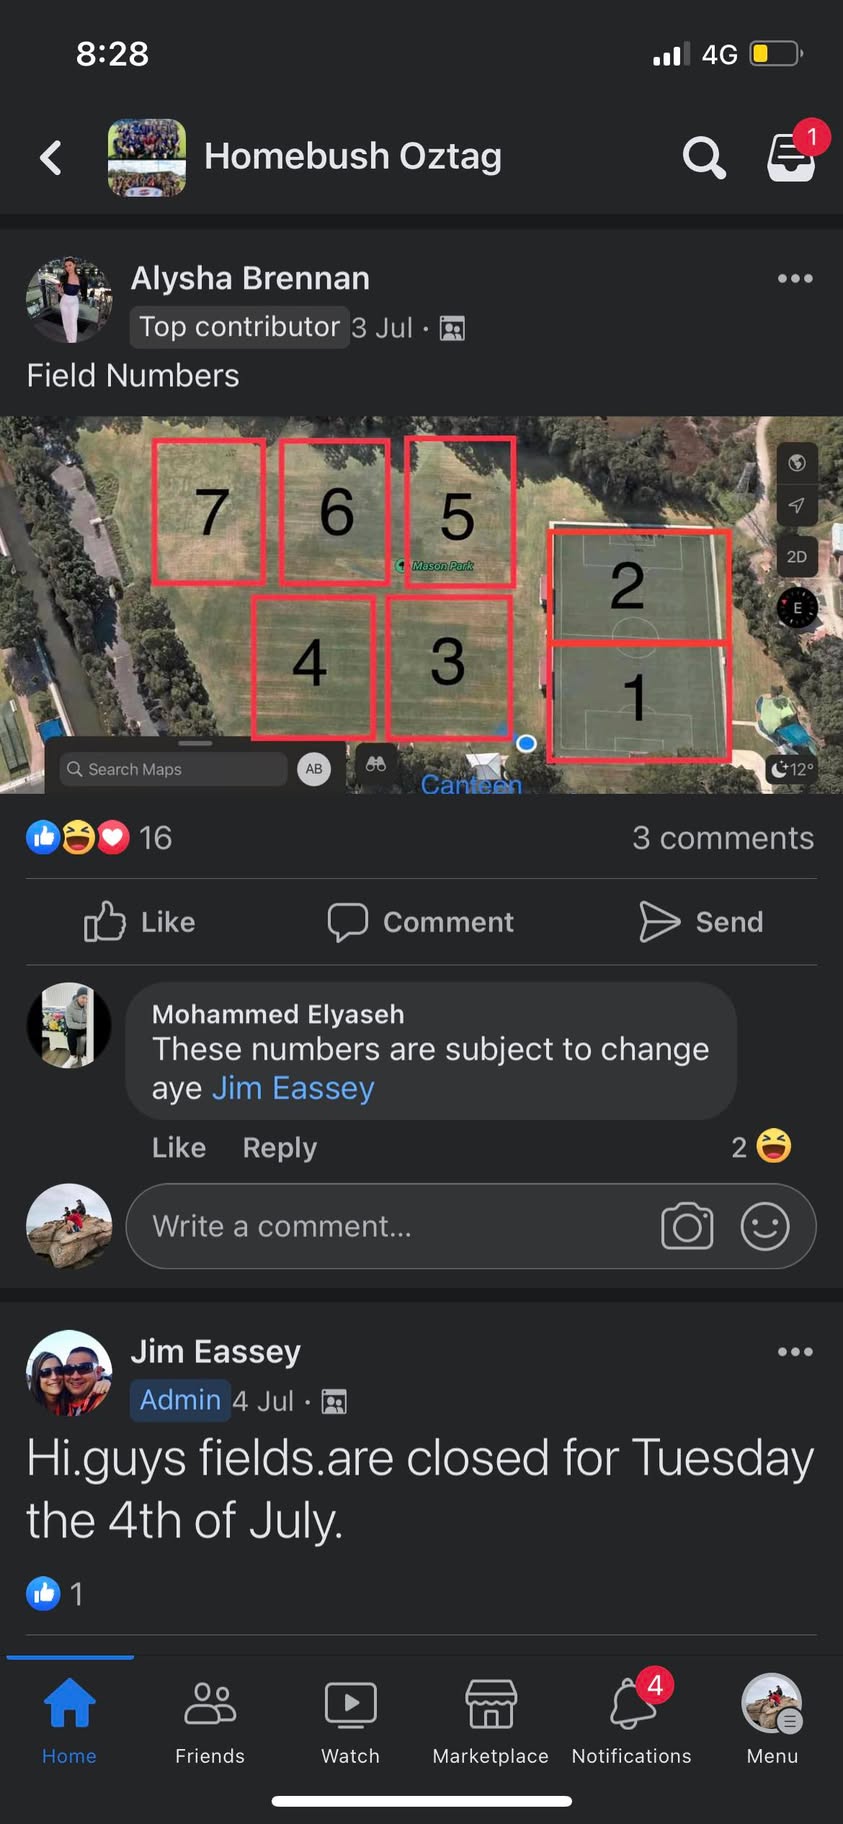 8:28
4G
Homebush Oztag
1
Alysha Brennan
Top contributor 3 Jul ·
Field Numbers
7
6
5
Mason Park
2
2D
E
4
3
1
Search Maps
AB
12°
Canteen
16
3 comments
Like
Comment
Send
Mohammed Elyaseh
These numbers are subject to change
aye Jim Eassey
Like Reply
2
Write a comment...
Jim Eassey
Admin 4 Jul ·
Hi.guys fields.are closed for Tuesday
the 4th of July.
1
4
Home
Friends
Watch
Marketplace
Notifications
Menu